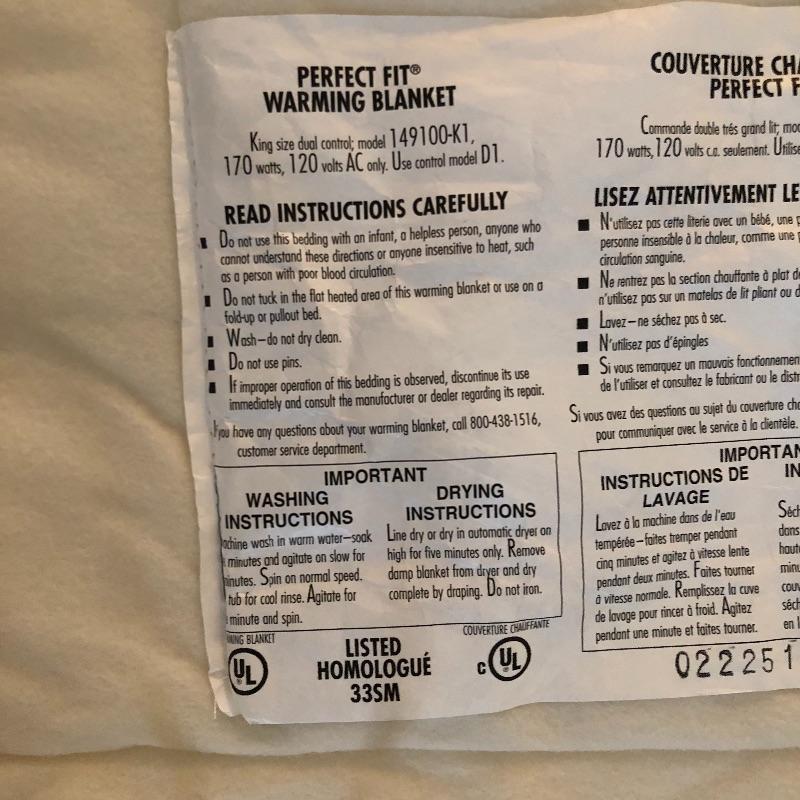 PERFECT FIT®
WARMING BLANKET
King size dual control; model 149100-K1,
170 watts, 120 volts AC only. Use control model D1.
READ INSTRUCTIONS CAREFULLY
■ Do not use this bedding with an infant, a helpless person, anyone who
cannot understand these directions or anyone insensitive to heat, such
as a person with poor blood circulation.
■ Do not tuck in the flat heated area of this warming blanket or use on a
fold-up or pullout bed.
■ Wash–do not dry clean.
■ Do not use pins.
■ If improper operation of this bedding is observed, discontinue its use
immediately and consult the manufacturer or dealer regarding its repair.
If you have any questions about your warming blanket, call 800-438-1516,
customer service department.
IMPORTANT
WASHING
INSTRUCTIONS
wash in warm water–soak
minutes and agitate on slow for
Spin on normal speed.
tub for cool rinse. Agitate for
minute and spin.
DRYING
INSTRUCTIONS
Line dry or dry in automatic dryer on
high for five minutes only. Remove
damp blanket from dryer and dry
complete by draping. Do not iron.
BLANKET
UL
LISTED
HOMOLOGUÉ
33SM
COUVERTURE CHAUFFANTE
c UL
COUVERTURE
PERFECT
Commande double trés grand lit;
170 watts, 120 volts c.a. seulement.
LISEZ ATTENTIVEMENT
■ N'utilisez pas cette literie avec un bébé, une
personne insensible à la chaleur, comme une
circulation sanguine.
■ Ne rentrez pas la section chauffante à plat
n'utilisez pas sur un matelas de lit pliant ou
■ Lavez–ne séchez pas à sec.
■ N'utilisez pas d'épingles
■ Si vous remarquez un mauvais
de l'utiliser et consultez le fabricant ou le
Si vous avez des questions au sujet du couverture
pour communiquer avec le service à la clientèle.
INSTRUCTIONS DE
LAVAGE
Lavez à la machine dans de l'eau
tempérée–faites tremper pendant
cinq minutes et agitez à vitesse lente
pendant deux minutes. Faites tourner
à vitesse normale. Remplissez la cuve
de lavage pour rincer à froid. Agitez
pendant une minute et faites tourner.
dans
en
022251